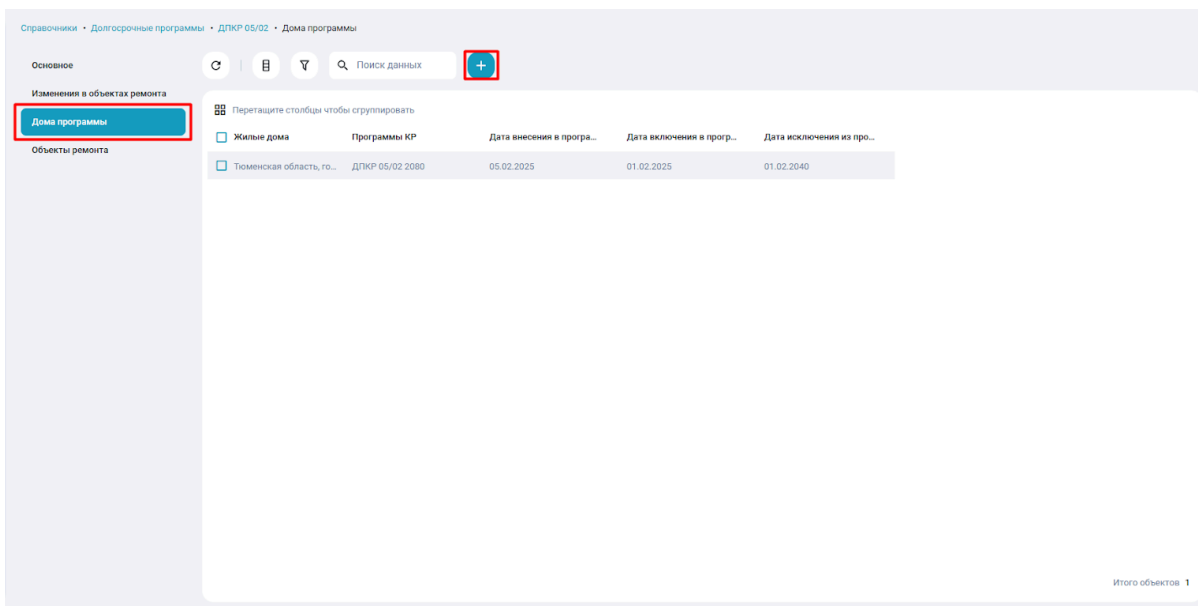 Справочники • Долгосрочные программы • ДПКР 05/02 • Дома программы
Основное
Поиск данных
Изменения в объектах ремонта
Перетащите столбцы чтобы сгруппировать
Дома программы
Жилые дома Программы КР Дата внесения в програ... Дата включения в прогр... Дата исключения из про...
Объекты ремонта
Тюменская область, го... ДПКР 05/02 2080 05.02.2025 01.02.2025 01.02.2040
Итого объектов 1